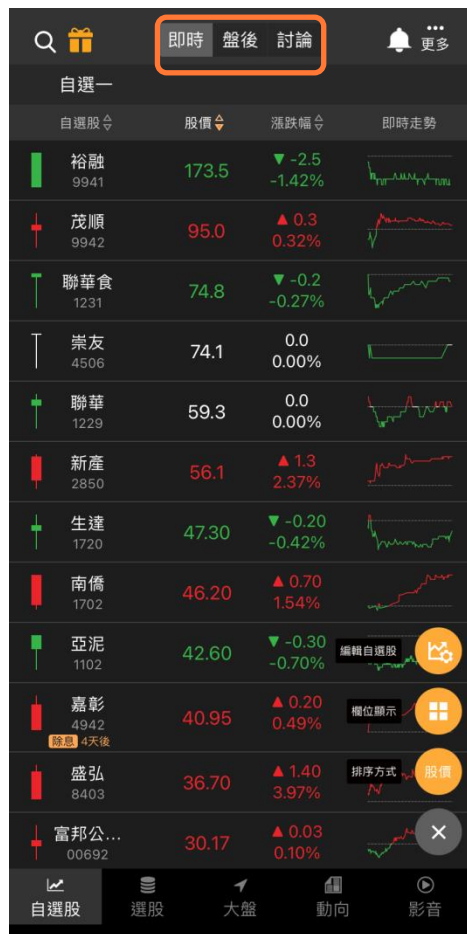 即時 盤後 討論 更多
自選一
自選股 股價 漲跌幅 即時走勢
裕融 173.5 ▼ -2.5
9941 -1.42%
茂順 95.0 ▲ 0.3
9942 0.32%
聯華食 74.8 ▼ -0.2
1231 -0.27%
崇友 74.1 0.0
4506 0.00%
聯華 59.3 0.0
1229 0.00%
新產 56.1 ▲ 1.3
2850 2.37%
生達 47.30 ▼ -0.20
1720 -0.42%
南僑 46.20 ▲ 0.70
1702 1.54%
亞泥 42.60 ▼ -0.30 編輯自選股
1102 -0.70%
嘉彰 40.95 ▲ 0.20 欄位顯示
4942 0.49%
除息 4天後
盛弘 36.70 ▲ 1.40 排序方式 股價
8403 3.97%
富邦公... 30.17 ▲ 0.03
00692 0.10%
自選股 選股 大盤 動向 影音